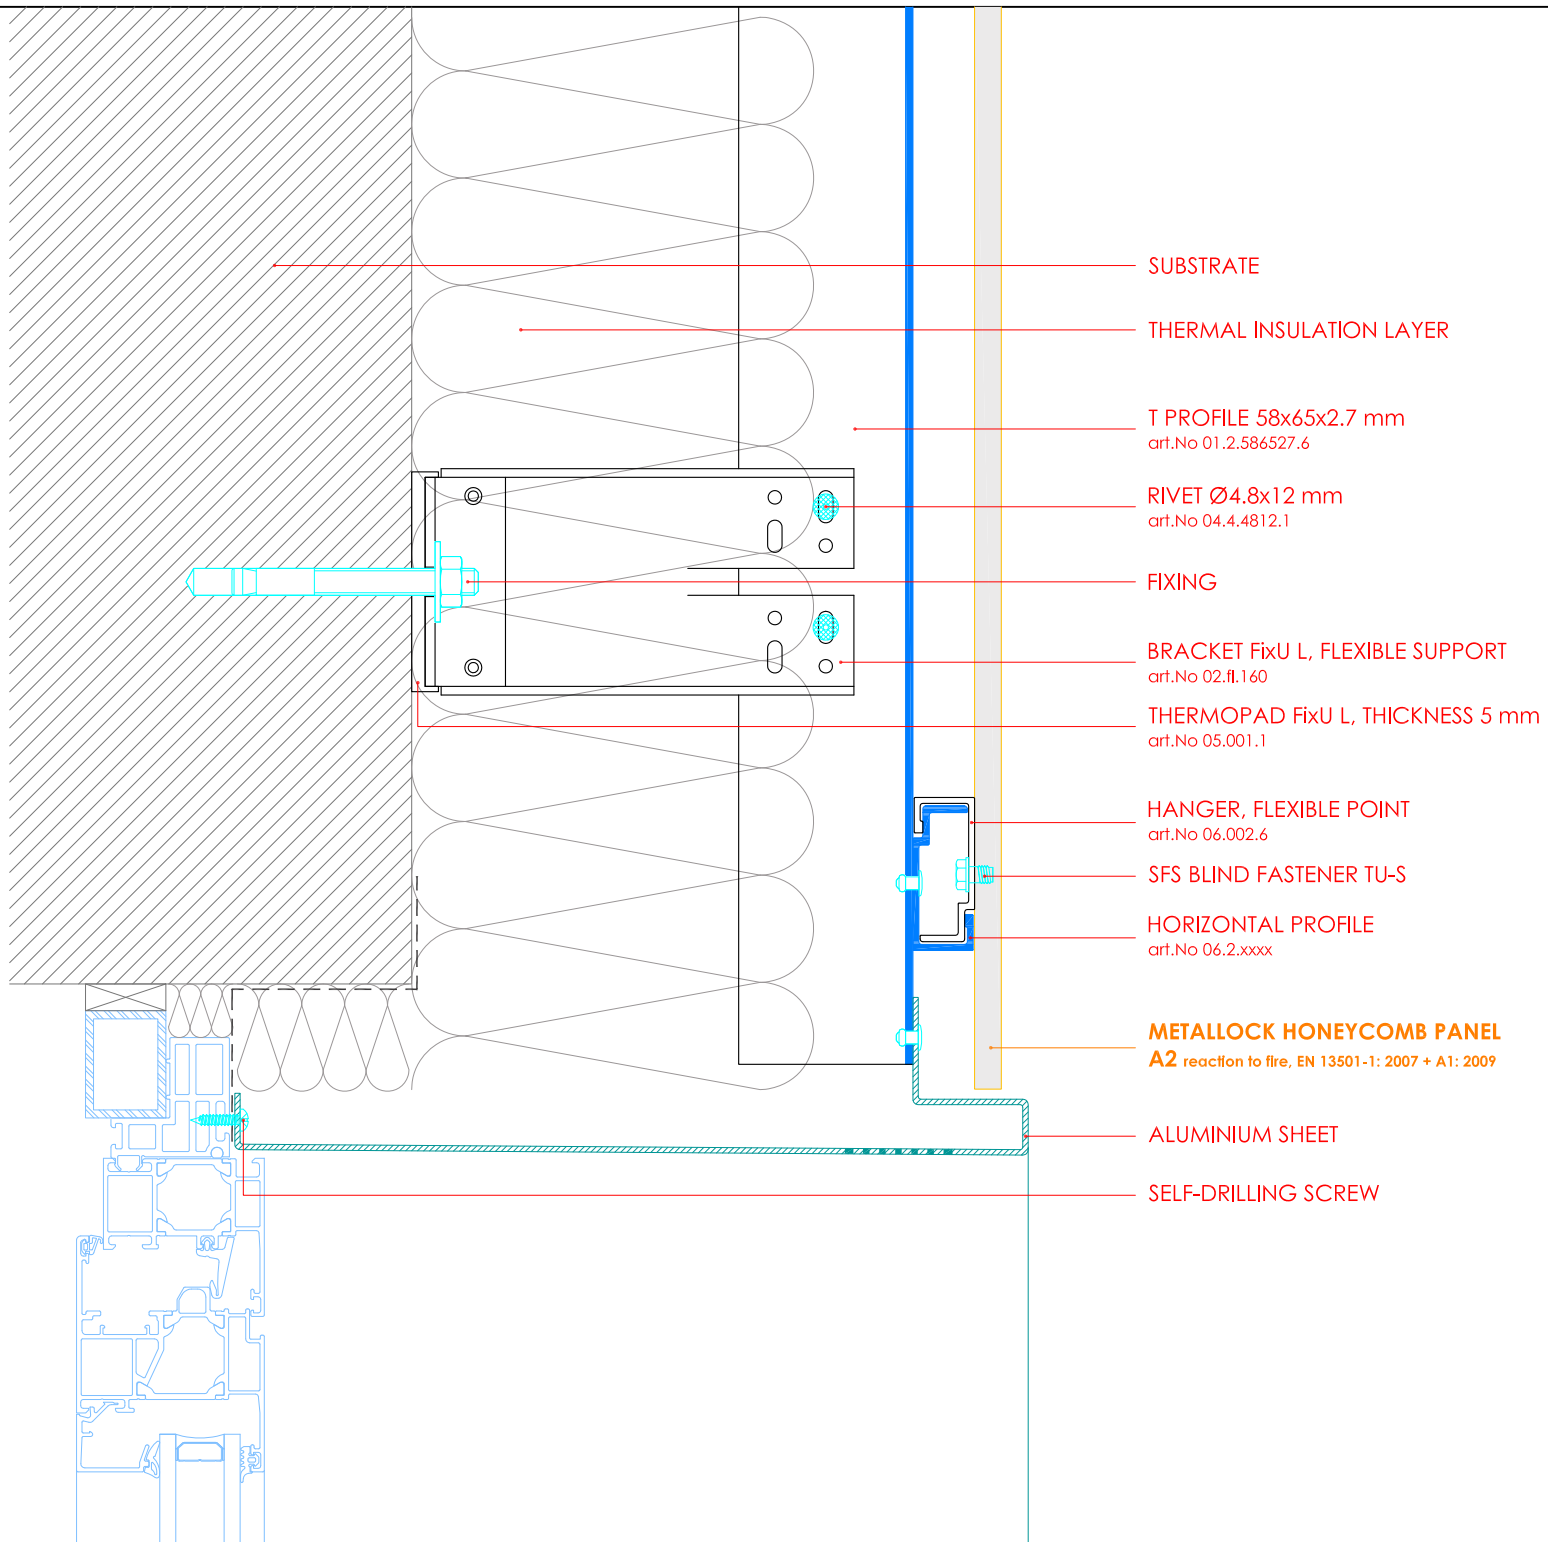 SUBSTRATE
THERMAL INSULATION LAYER
T PROFILE 58x65x2.7 mm
art.No 01.2.586527.6
RIVET Ø4.8x12 mm
art.No 04.4.4812.1
FIXING
BRACKET FixU L, FLEXIBLE SUPPORT
art.No 02.fl.160
THERMOPAD FixU L, THICKNESS 5 mm
art.No 05.001.1
HANGER, FLEXIBLE POINT
art.No 06.002.6
SFS BLIND FASTENER TU-S
HORIZONTAL PROFILE
art.No 06.2.xxxx
METALLOCK HONEYCOMB PANEL
A2 reaction to fire, EN 13501-1: 2007 + A1: 2009
ALUMINIUM SHEET
SELF-DRILLING SCREW